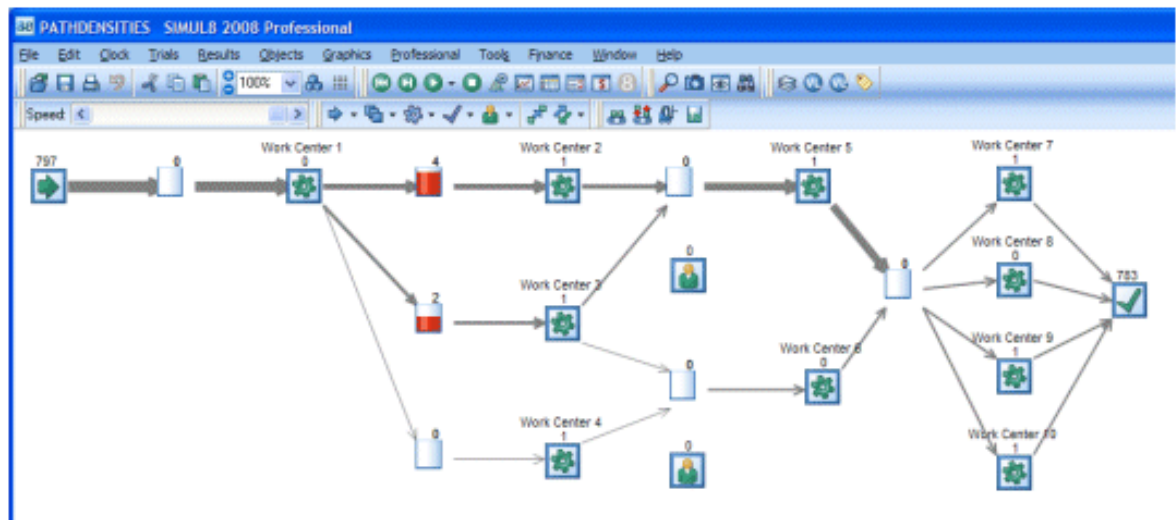 PATHDENSITIES SIMUL8 2008 Professional
File Edit Clock Trials Results Objects Graphics Professional Tools Finance Window Help
100%
Speed:
797
0
Work Center 1
0
4
Work Center 2
1
0
Work Center 5
1
Work Center 7
1
Work Center 8
0
0
0
783
2
Work Center 3
1
Work Center 9
1
Work Center 6
0
0
0
Work Center 4
1
0
Work Center 10
1